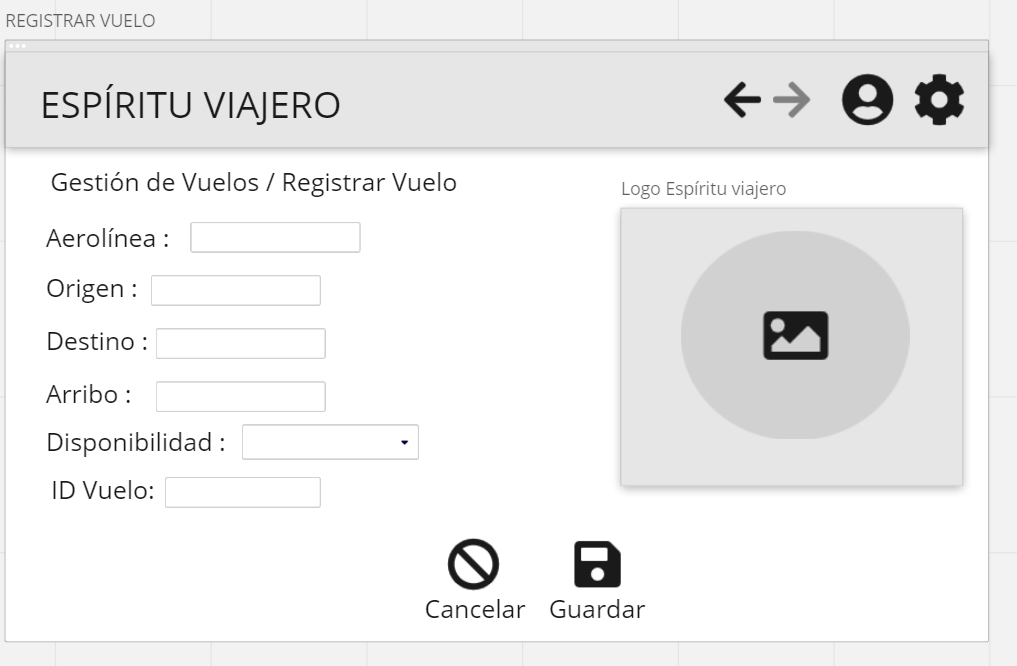 REGISTRAR VUELO
ESPÍRITU VIAJERO
Gestión de Vuelos / Registrar Vuelo
Logo Espíritu viajero
Aerolínea :
Origen :
Destino :
Arribo :
Disponibilidad :
ID Vuelo:
Cancelar
Guardar